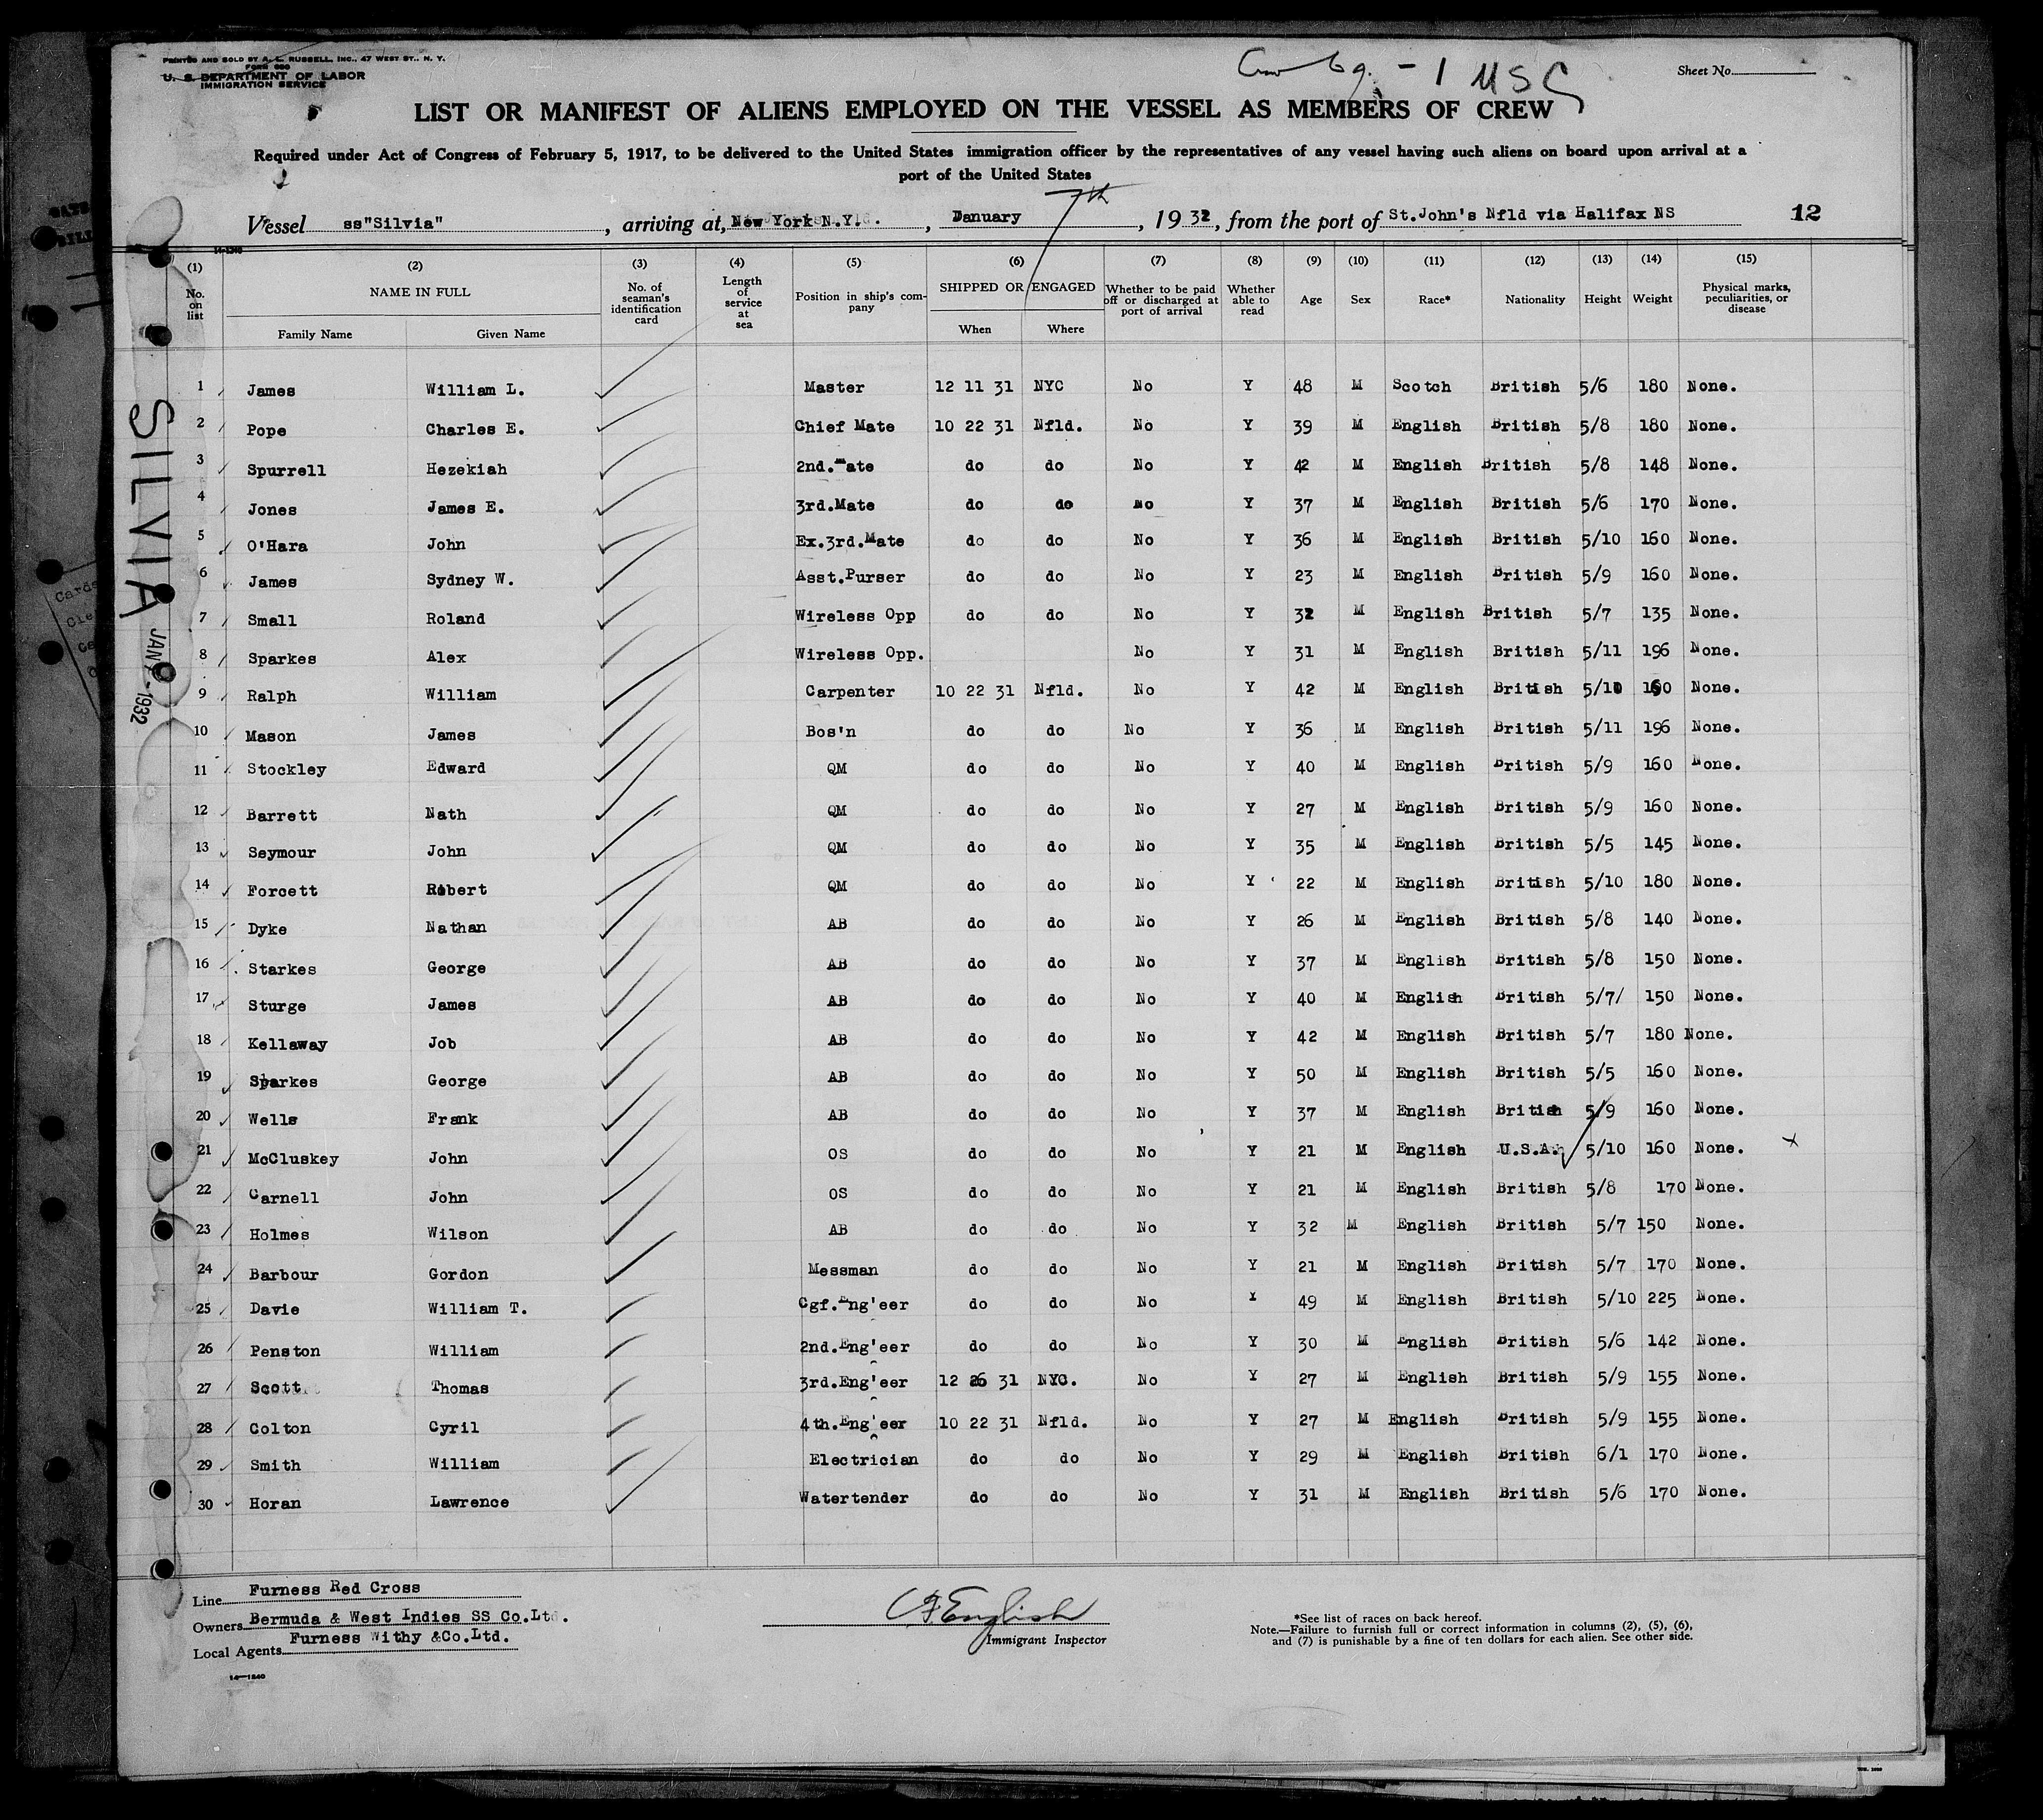 PRINTED AND SOLD BY A. L. RUSSELL, INC., 47 WEST ST., N. Y.
FORM 680
U. S. DEPARTMENT OF LABOR
IMMIGRATION SERVICE
Crew 69. - 1 USC
Sheet No.
LIST OR MANIFEST OF ALIENS EMPLOYED ON THE VESSEL AS MEMBERS OF CREW
Required under Act of Congress of February 5, 1917, to be delivered to the United States immigration officer by the representatives of any vessel having such aliens on board upon arrival at a
port of the United States
Vessel ss"Silvia" , arriving at, New York N.Y. , January 7th , 1932, from the port of St.John's Nfld via Halifax NS 12
14-1240
(1) (2) (3) (4) (5) (6) (7) (8) (9) (10) (11) (12) (13) (14) (15)
No. on list NAME IN FULL Family Name Given Name No. of seaman's identification card Length of service at sea Position in ship's company SHIPPED OR ENGAGED When Where Whether to be paid off or discharged at port of arrival Whether able to read Age Sex Race* Nationality Height Weight Physical marks, peculiarities, or disease
1 James William L. Master 12 11 31 NYC No Y 48 M Scotch British 5/6 180 None.
2 Pope Charles E. Chief Mate 10 22 31 Nfld. No Y 39 M English British 5/8 180 None.
3 Spurrell Hezekiah 2nd.Mate do do No Y 42 M English British 5/8 148 None.
4 Jones James E. 3rd.Mate do do No Y 37 M English British 5/6 170 None.
5 O'Hara John Ex.3rd.Mate do do No Y 36 M English British 5/10 160 None.
6 James Sydney W. Asst.Purser do do No Y 23 M English British 5/9 160 None.
7 Small Roland Wireless Opp do do No Y 32 M English British 5/7 135 None.
8 Sparkes Alex Wireless Opp. No Y 31 M English British 5/11 196 None.
9 Ralph William Carpenter 10 22 31 Nfld. No Y 42 M English British 5/10 160 None.
10 Mason James Bos'n do do No Y 36 M English British 5/11 196 None.
11 Stockley Edward QM do do No Y 40 M English British 5/9 160 None.
12 Barrett Nath QM do do No Y 27 M English British 5/9 160 None.
13 Seymour John QM do do No Y 35 M English British 5/5 145 None.
14 Forcett Robert QM do do No Y 22 M English British 5/10 180 None.
15 Dyke Nathan AB do do No Y 26 M English British 5/8 140 None.
16 Starkes George AB do do No Y 37 M English British 5/8 150 None.
17 Sturge James AB do do No Y 40 M English British 5/7/ 150 None.
18 Kellaway Job AB do do No Y 42 M English British 5/7 180 None.
19 Sparkes George AB do do No Y 50 M English British 5/5 160 None.
20 Wells Frank AB do do No Y 37 M English British 5/9 160 None.
21 McCluskey John OS do do No Y 21 M English U.S.A. 5/10 160 None. x
22 Carnell John OS do do No Y 21 M English British 5/8 170 None.
23 Holmes Wilson AB do do No Y 32 M English British 5/7 150 None.
24 Barbour Gordon Messman do do No Y 21 M English British 5/7 170 None.
25 Davie William T. Cgf.Eng'eer do do No Y 49 M English British 5/10 225 None.
26 Penston William 2nd.Eng'eer do do No Y 30 M English British 5/6 142 None.
27 Scott Thomas 3rd.Eng'eer 12 26 31 NYC. No Y 27 M English British 5/9 155 None.
28 Colton Cyril 4th.Eng'eer 10 22 31 Nfld. No Y 27 M English British 5/9 155 None.
29 Smith William Electrician do do No Y 29 M English British 6/1 170 None.
30 Horan Lawrence Watertender do do No Y 31 M English British 5/6 170 None.
SILVIA
JAN 7 - 1932
Line Furness Red Cross
Owners Bermuda & West Indies SS Co.Ltd.
Local Agents Furness Withy &Co.Ltd.
14-1240
English
Immigrant Inspector
*See list of races on back hereof.
Note.—Failure to furnish full or correct information in columns (2), (5), (6),
and (7) is punishable by a fine of ten dollars for each alien. See other side.